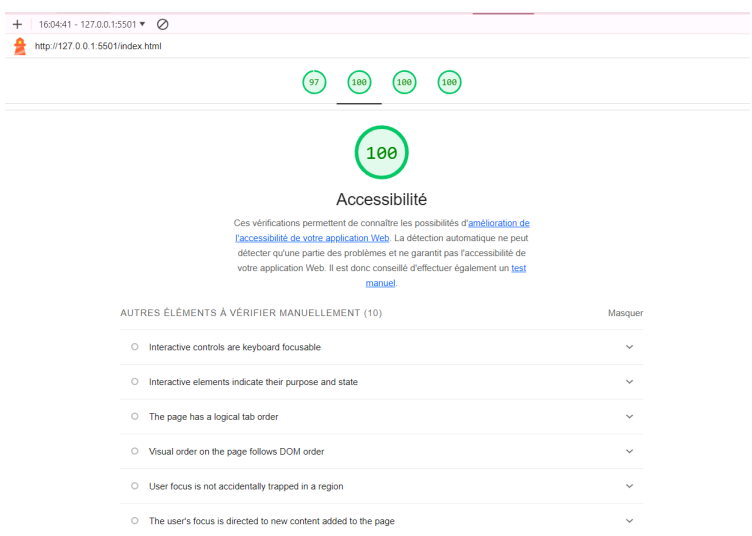 16:04:41 - 127.0.0.1:5501
http://127.0.0.1:5501/index.html
97 100 100 100
100
Accessibilité
Ces vérifications permettent de connaître les possibilités d'amélioration de
l'accessibilité de votre application Web. La détection automatique ne peut
détecter qu'une partie des problèmes et ne garantit pas l'accessibilité de
votre application Web. Il est donc conseillé d'effectuer également un test
manuel.
AUTRES ÉLÉMENTS À VÉRIFIER MANUELLEMENT (10) Masquer
Interactive controls are keyboard focusable
Interactive elements indicate their purpose and state
The page has a logical tab order
Visual order on the page follows DOM order
User focus is not accidentally trapped in a region
The user's focus is directed to new content added to the page